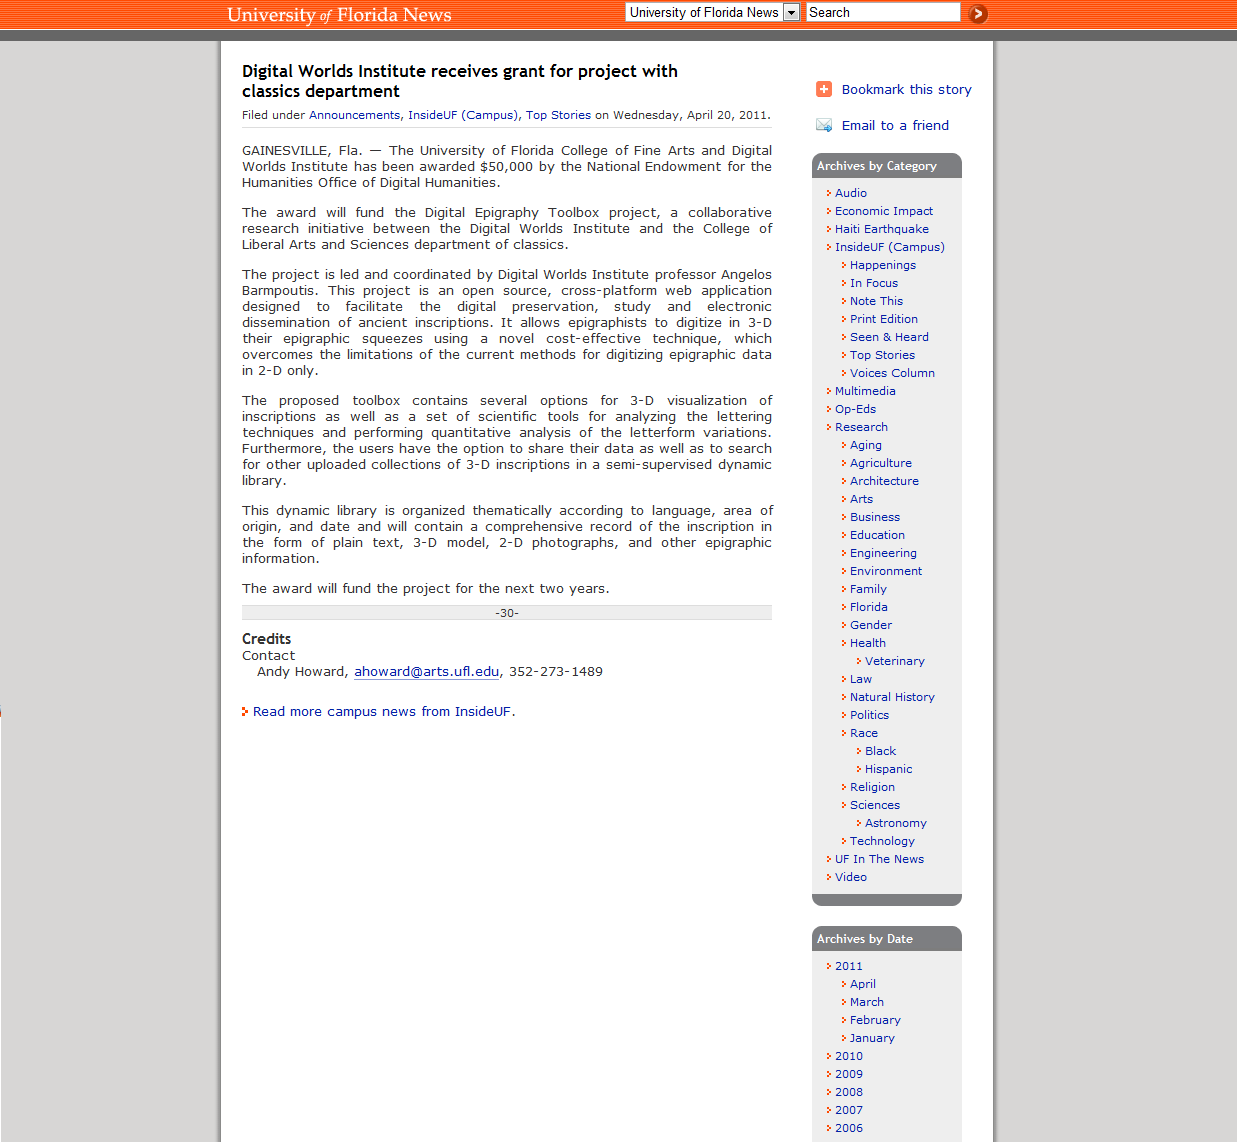 University of Florida News
University of Florida News
Search
Digital Worlds Institute receives grant for project with
classics department
Filed under Announcements, InsideUF (Campus), Top Stories on Wednesday, April 20, 2011.
GAINESVILLE, Fla. — The University of Florida College of Fine Arts and Digital
Worlds Institute has been awarded $50,000 by the National Endowment for the
Humanities Office of Digital Humanities.
The award will fund the Digital Epigraphy Toolbox project, a collaborative
research initiative between the Digital Worlds Institute and the College of
Liberal Arts and Sciences department of classics.
The project is led and coordinated by Digital Worlds Institute professor Angelos
Barmpoutis. This project is an open source, cross-platform web application
designed to facilitate the digital preservation, study and electronic
dissemination of ancient inscriptions. It allows epigraphists to digitize in 3-D
their epigraphic squeezes using a novel cost-effective technique, which
overcomes the limitations of the current methods for digitizing epigraphic data
in 2-D only.
The proposed toolbox contains several options for 3-D visualization of
inscriptions as well as a set of scientific tools for analyzing the lettering
techniques and performing quantitative analysis of the letterform variations.
Furthermore, the users have the option to share their data as well as to search
for other uploaded collections of 3-D inscriptions in a semi-supervised dynamic
library.
This dynamic library is organized thematically according to language, area of
origin, and date and will contain a comprehensive record of the inscription in
the form of plain text, 3-D model, 2-D photographs, and other epigraphic
information.
The award will fund the project for the next two years.
-30-
Credits
Contact
Andy Howard, ahoward@arts.ufl.edu, 352-273-1489
Read more campus news from InsideUF.
Bookmark this story
Email to a friend
Archives by Category
Audio
Economic Impact
Haiti Earthquake
InsideUF (Campus)
Happenings
In Focus
Note This
Print Edition
Seen & Heard
Top Stories
Voices Column
Multimedia
Op-Eds
Research
Aging
Agriculture
Architecture
Arts
Business
Education
Engineering
Environment
Family
Florida
Gender
Health
Veterinary
Law
Natural History
Politics
Race
Black
Hispanic
Religion
Sciences
Astronomy
Technology
UF In The News
Video
Archives by Date
2011
April
March
February
January
2010
2009
2008
2007
2006